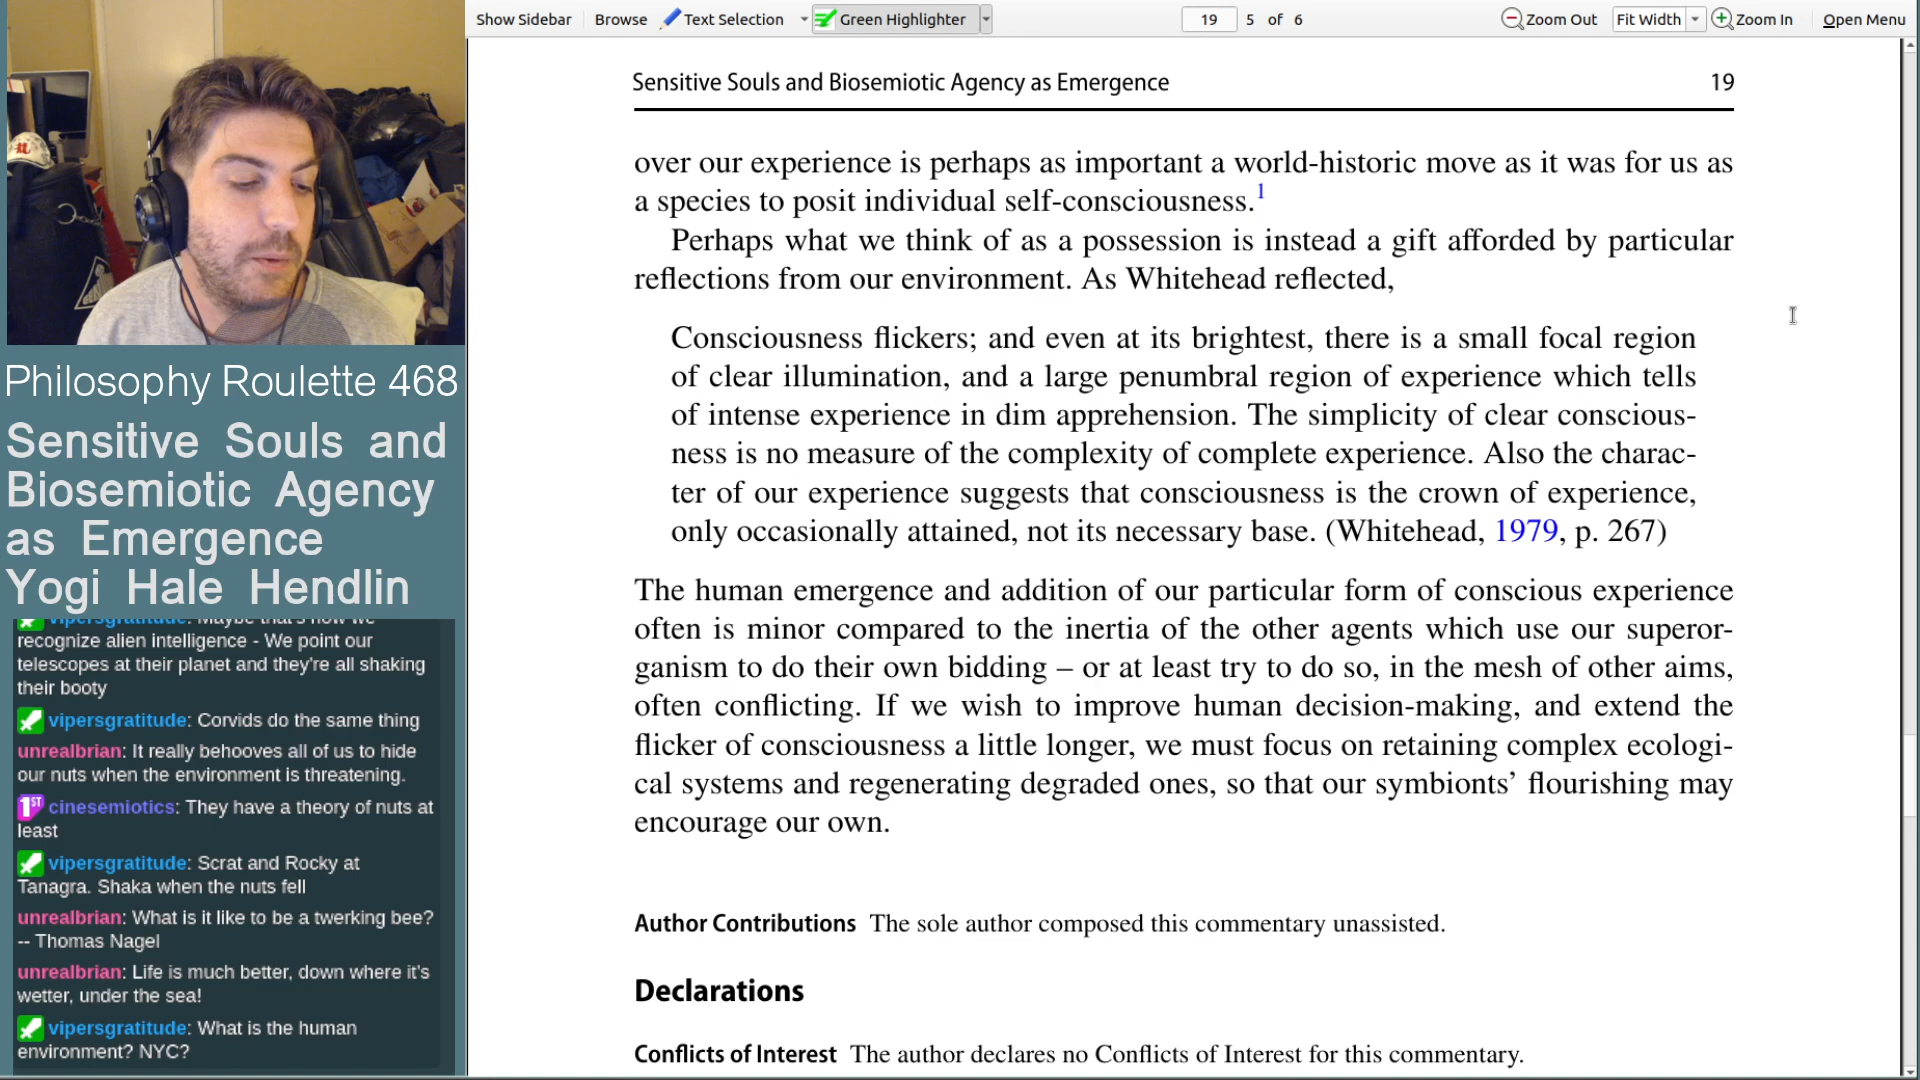 Show Sidebar Browse Text Selection Green Highlighter 19 5 of 6 Zoom Out Fit Width Zoom In Open Menu
Sensitive Souls and Biosemiotic Agency as Emergence 19
over our experience is perhaps as important a world-historic move as it was for us as
a species to posit individual self-consciousness.1
Perhaps what we think of as a possession is instead a gift afforded by particular
reflections from our environment. As Whitehead reflected,
Consciousness flickers; and even at its brightest, there is a small focal region
of clear illumination, and a large penumbral region of experience which tells
of intense experience in dim apprehension. The simplicity of clear conscious-
ness is no measure of the complexity of complete experience. Also the charac-
ter of our experience suggests that consciousness is the crown of experience,
only occasionally attained, not its necessary base. (Whitehead, 1979, p. 267)
The human emergence and addition of our particular form of conscious experience
often is minor compared to the inertia of the other agents which use our superor-
ganism to do their own bidding – or at least try to do so, in the mesh of other aims,
often conflicting. If we wish to improve human decision-making, and extend the
flicker of consciousness a little longer, we must focus on retaining complex ecologi-
cal systems and regenerating degraded ones, so that our symbionts' flourishing may
encourage our own.
Author Contributions The sole author composed this commentary unassisted.
Declarations
Conflicts of Interest The author declares no Conflicts of Interest for this commentary.
Philosophy Roulette 468
Sensitive Souls and
Biosemiotic Agency
as Emergence
Yogi Hale Hendlin
vipersgratitude: Maybe that's how we
recognize alien intelligence - We point our
telescopes at their planet and they're all shaking
their booty
vipersgratitude: Corvids do the same thing
unrealbrian: It really behooves all of us to hide
our nuts when the environment is threatening.
1ST cinesemiotics: They have a theory of nuts at
least
vipersgratitude: Scrat and Rocky at
Tanagra. Shaka when the nuts fell
unrealbrian: What is it like to be a twerking bee?
-- Thomas Nagel
unrealbrian: Life is much better, down where it's
wetter, under the sea!
vipersgratitude: What is the human
environment? NYC?